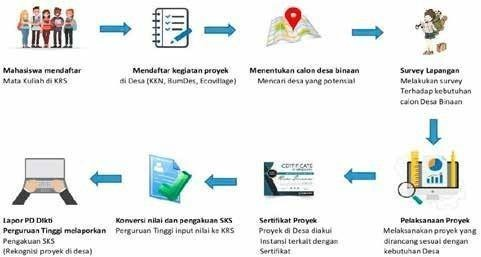 Mahasiswa mendaftar
Mata Kuliah di KRS
Mendaftar kegiatan proyek
di Desa (KKN, BumDes, Ecovillage)
Menentukan calon desa binaan
Mencari desa yang potensial
Survey Lapangan
Melakukan survey
Terhadap kebutuhan
calon Desa Binaan
Pelaksanaan Proyek
Melaksanakan proyek yang
dirancang sesuai dengan
kebutuhan Desa
CERTIFICATE
Sertifikat Proyek
Proyek di Desa diakui
Instansi terkait dengan
Sertifikat
Konversi nilai dan pengakuan SKS
Perguruan Tinggi input nilai ke KRS
Lapor PD Dikti
Perguruan Tinggi melaporkan
Pengakuan SKS
(Rekognisi proyek di desa)